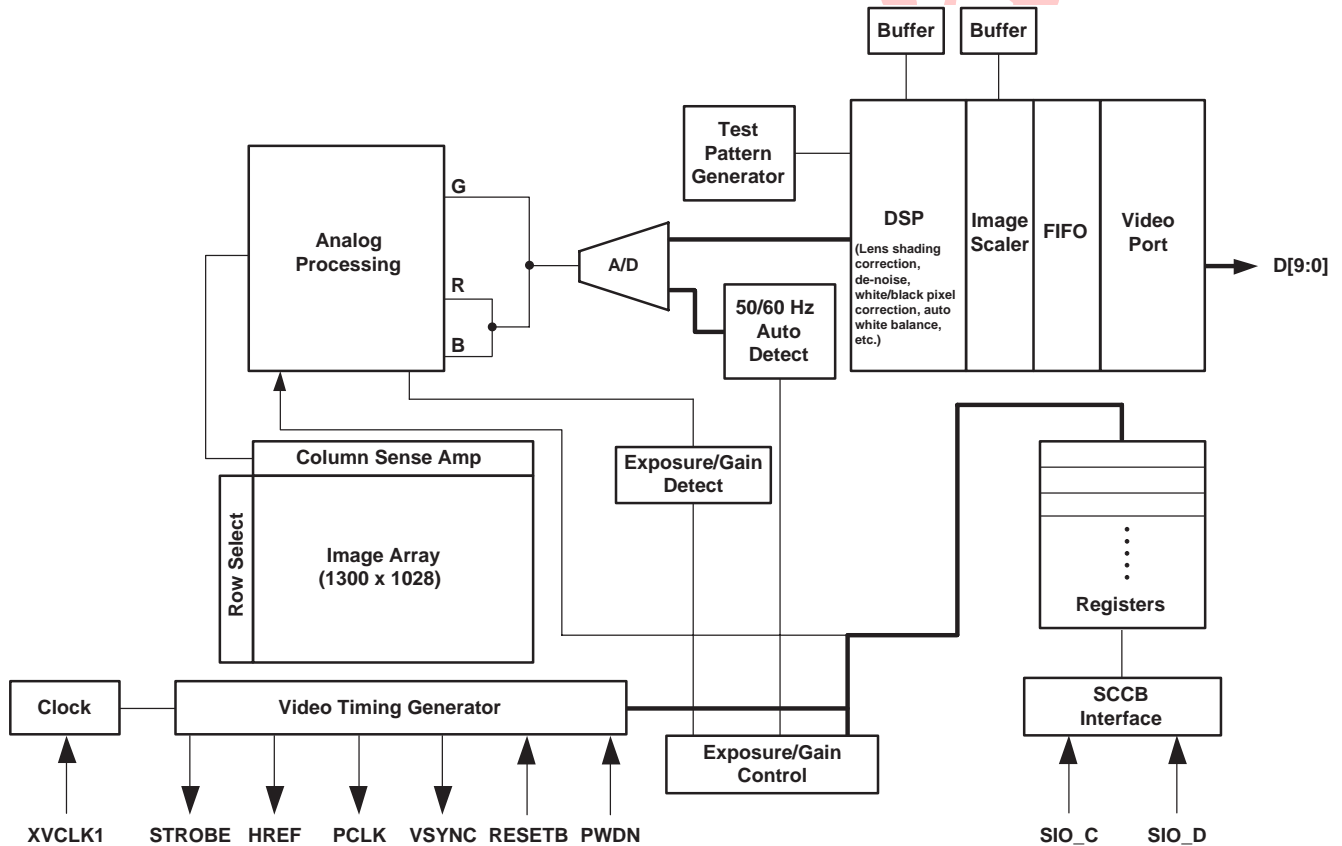 Buffer
Buffer
Test
Pattern
Generator
DSP
(Lens shading
correction,
de-noise,
white/black pixel
correction, auto
white balance,
etc.)
Image
Scaler
FIFO
Video
Port
D[9:0]
Analog
Processing
G
R
B
A/D
50/60 Hz
Auto
Detect
Column Sense Amp
Row Select
Image Array
(1300 x 1028)
Exposure/Gain
Detect
Registers
Clock
Video Timing Generator
Exposure/Gain
Control
SCCB
Interface
XVCLK1
STROBE
HREF
PCLK
VSYNC
RESETB
PWDN
SIO_C
SIO_D